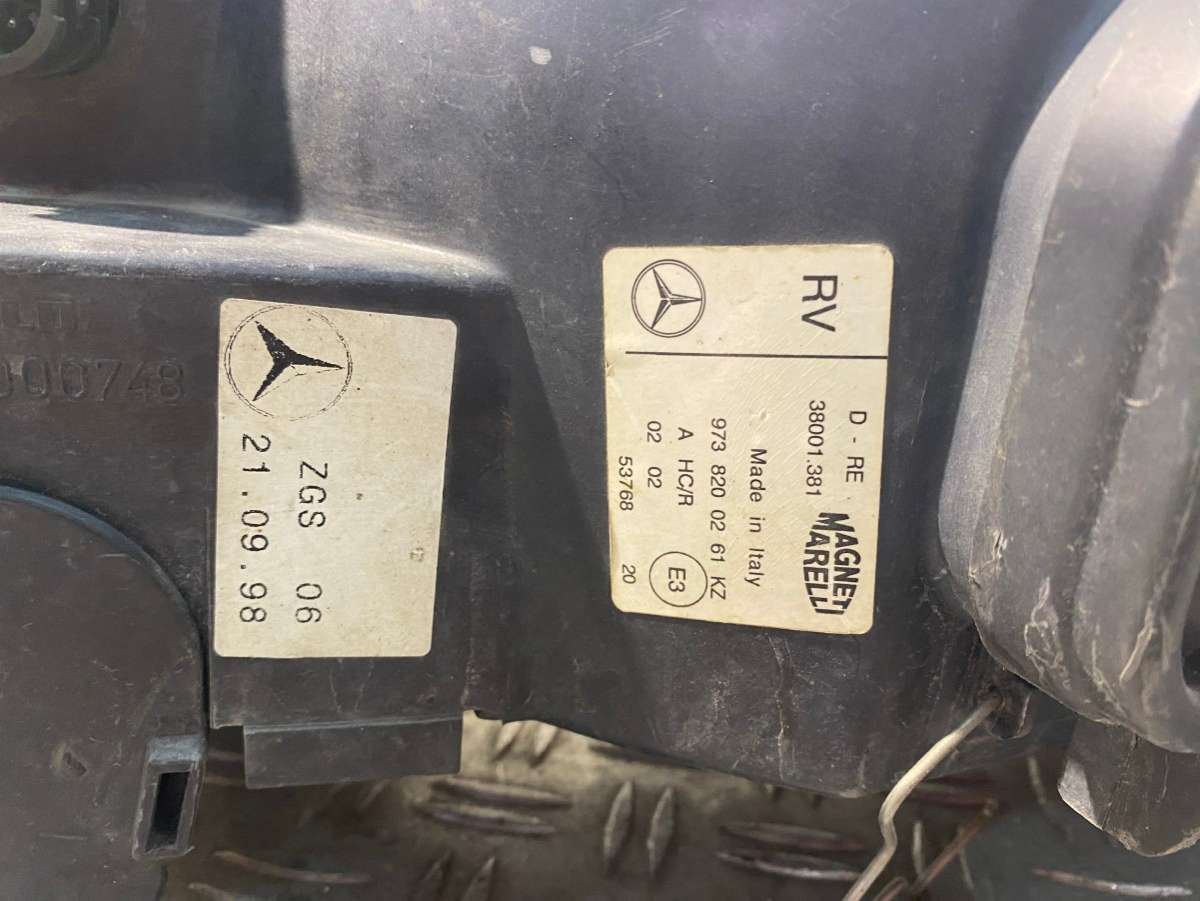 000748
ZGS 06
21.09.98
RV
D - RE
38001.381
MAGNETI
MARELLI
Made in Italy
973 820 02 61 KZ
A HC/R
02 02
E3
53768 20